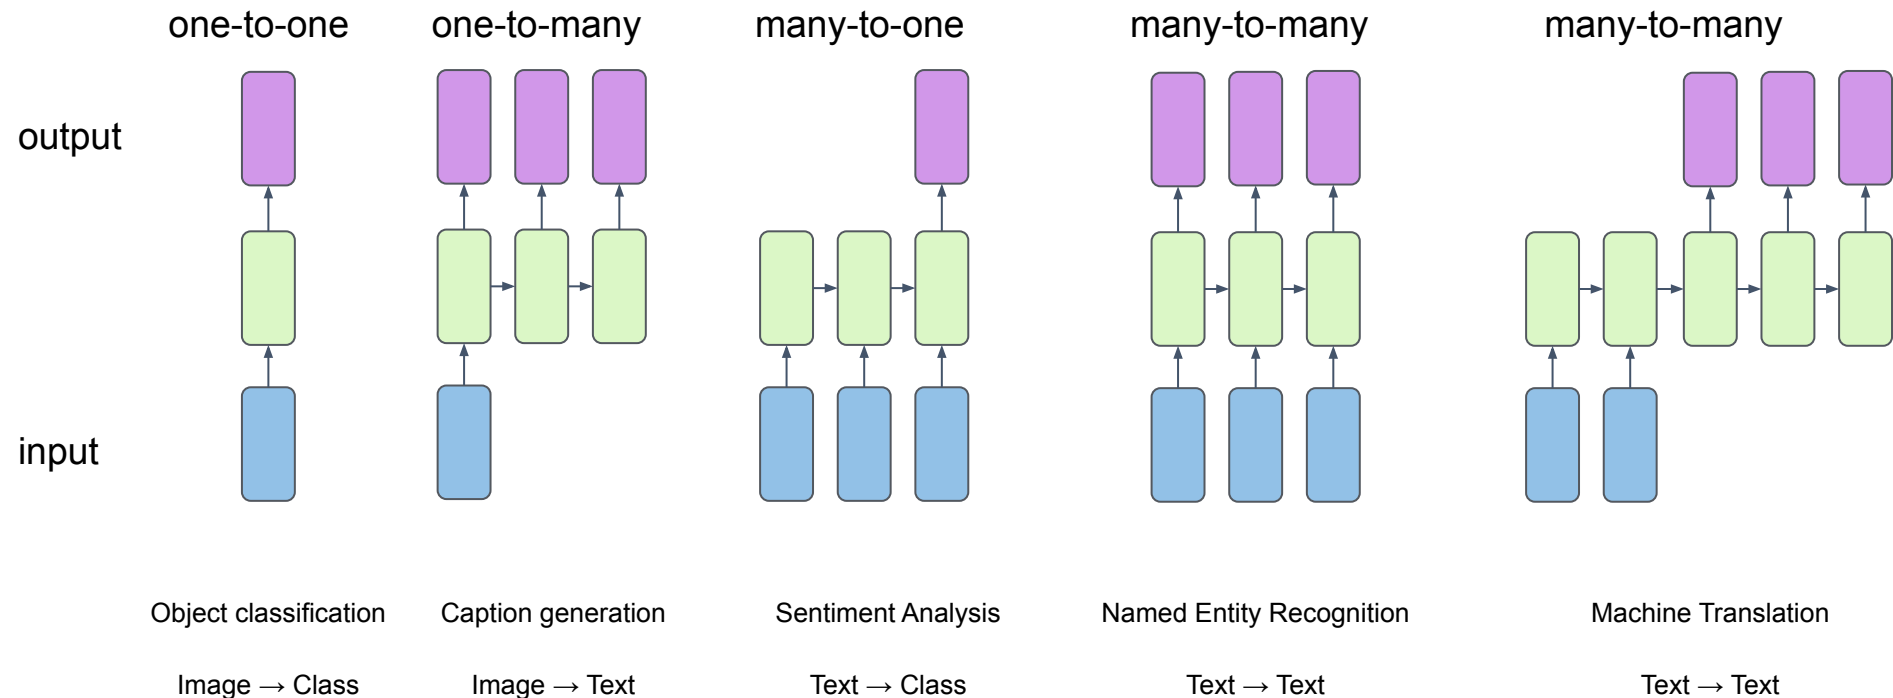 one-to-one one-to-many many-to-one many-to-many many-to-many
output
input
Object classification Caption generation Sentiment Analysis Named Entity Recognition Machine Translation
Image → Class Image → Text Text → Class Text → Text Text → Text